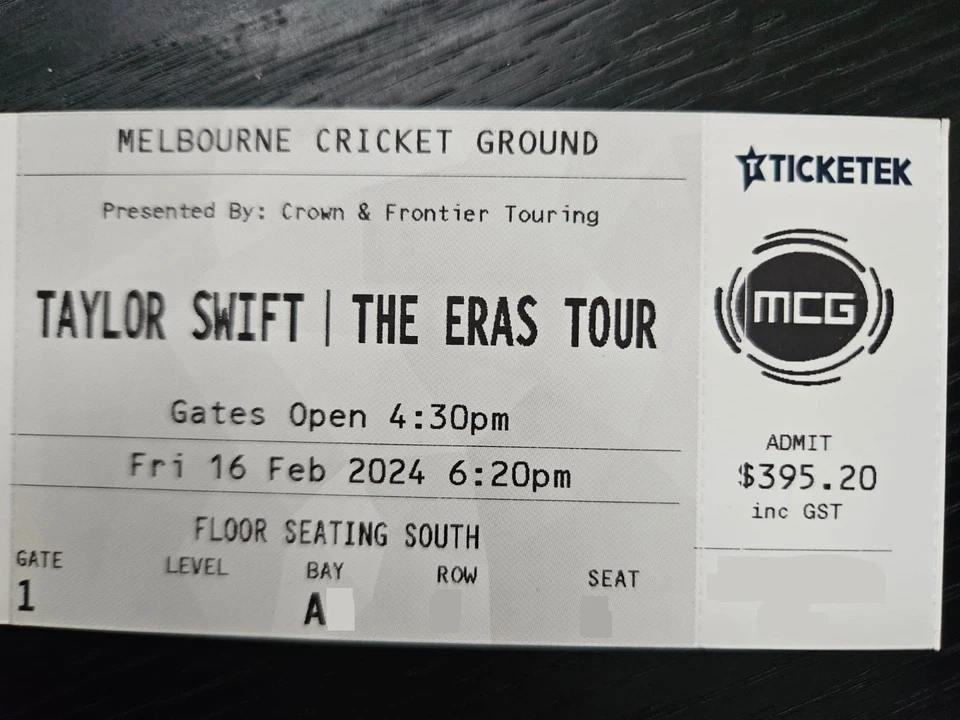 MELBOURNE CRICKET GROUND
Presented By: Crown & Frontier Touring
TAYLOR SWIFT | THE ERAS TOUR
Gates Open 4:30pm
Fri 16 Feb 2024 6:20pm
FLOOR SEATING SOUTH
GATE LEVEL BAY ROW SEAT
1 A
TICKETEK
MCG
ADMIT
$395.20
inc GST